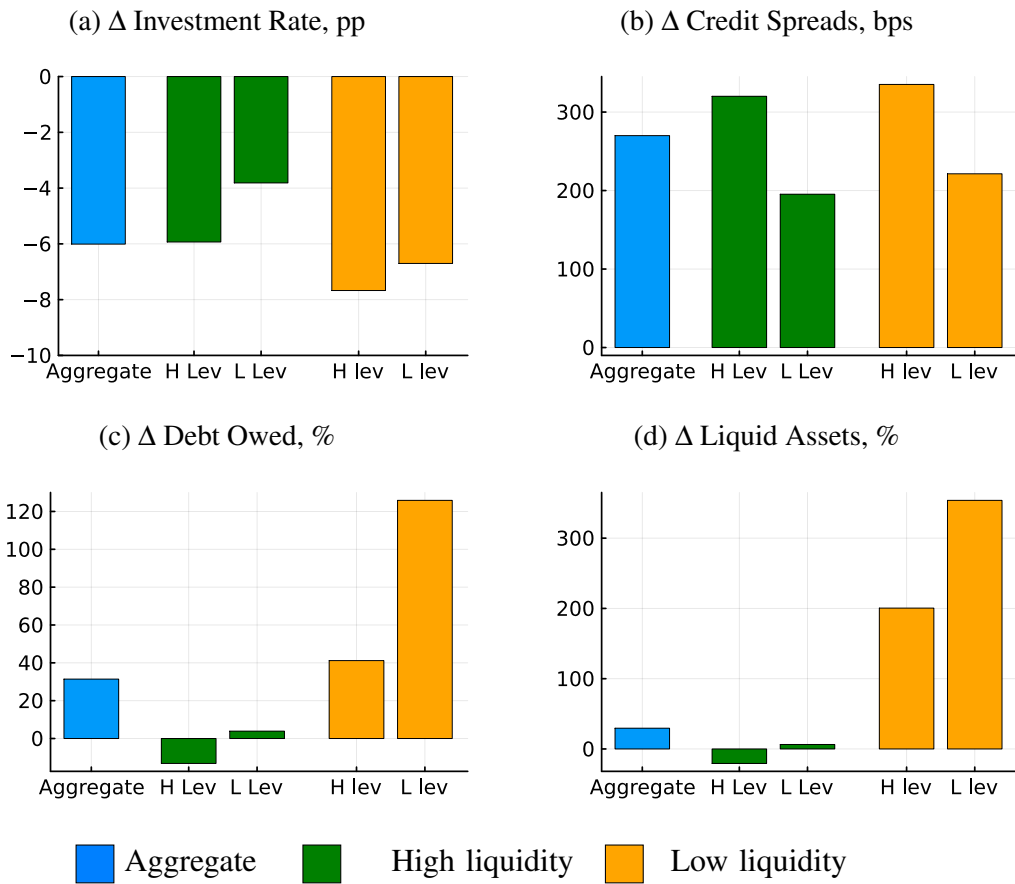 (a) Δ Investment Rate, pp
0
−2
−4
−6
−8
−10
Aggregate H Lev L Lev H lev L lev
(b) Δ Credit Spreads, bps
300
200
100
0
Aggregate H Lev L Lev H lev L lev
(c) Δ Debt Owed, %
120
100
80
60
40
20
0
Aggregate H Lev L Lev H lev L lev
(d) Δ Liquid Assets, %
300
200
100
0
Aggregate H Lev L Lev H lev L lev
Aggregate High liquidity Low liquidity